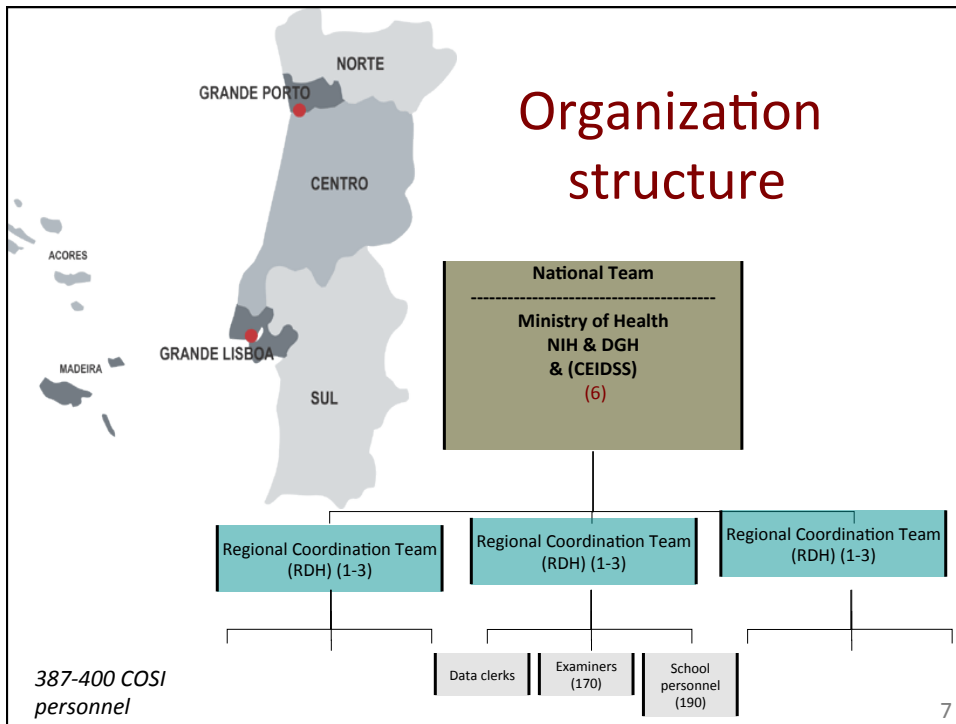 NORTE
GRANDE PORTO
CENTRO
ACORES
GRANDE LISBOA
MADEIRA
SUL
Organization
structure
National Team
-----------------------------------------
Ministry of Health
NIH & DGH
& (CEIDSS)
(6)
Regional Coordination Team
(RDH) (1-3)
Regional Coordination Team
(RDH) (1-3)
Regional Coordination Team
(RDH) (1-3)
Data clerks
Examiners
(170)
School
personnel
(190)
387-400 COSI
personnel
7